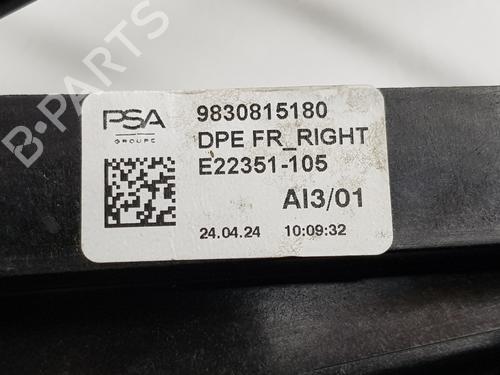 PSA
GROUPE
9830815180
DPE FR_RIGHT
E22351-105
AI3/01
24.04.24 10:09:32
B-PARTS